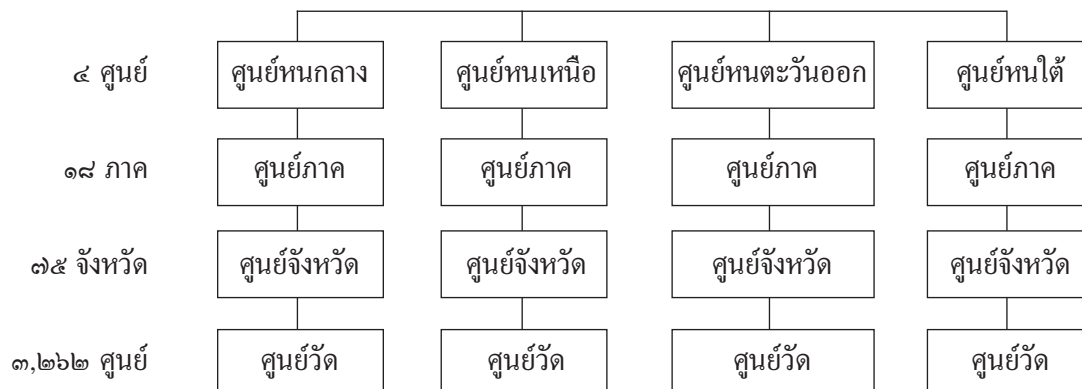 ๔ ศูนย์ ศูนย์หนกลาง ศูนย์หนเหนือ ศูนย์หนตะวันออก ศูนย์หนใต้
๑๘ ภาค ศูนย์ภาค ศูนย์ภาค ศูนย์ภาค ศูนย์ภาค
๗๕ จังหวัด ศูนย์จังหวัด ศูนย์จังหวัด ศูนย์จังหวัด ศูนย์จังหวัด
๓,๒๖๒ ศูนย์ ศูนย์วัด ศูนย์วัด ศูนย์วัด ศูนย์วัด